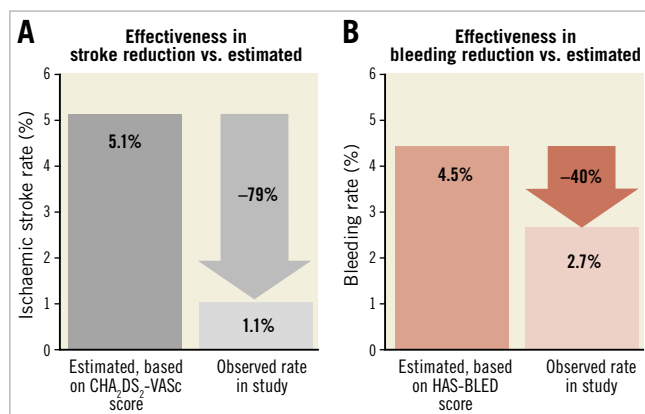 A
Effectiveness in
stroke reduction vs. estimated
Ischaemic stroke rate (%)
6
5
4
3
2
1
0
5.1%
–79%
1.1%
Estimated, based
on CHA₂DS₂-VASc
score
Observed rate
in study
B
Effectiveness in
bleeding reduction vs. estimated
Bleeding rate (%)
6
5
4
3
2
1
0
4.5%
–40%
2.7%
Estimated, based
on HAS-BLED
score
Observed rate
in study